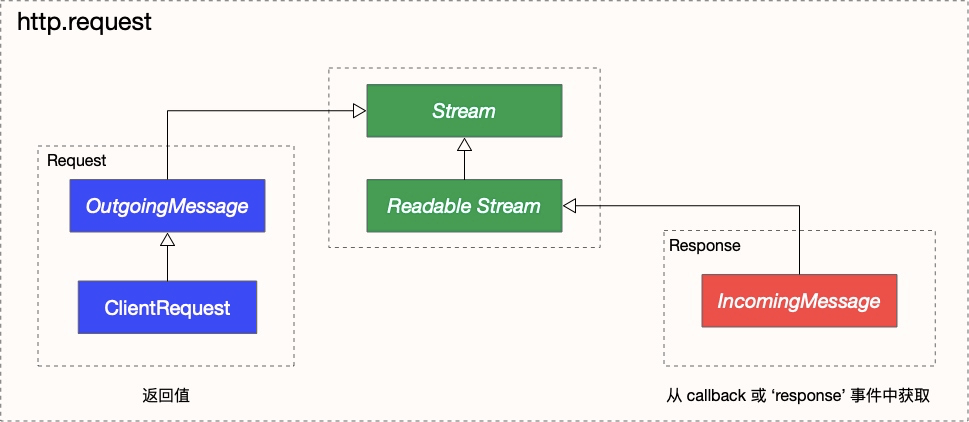 http.request
Stream
Request
OutgoingMessage
Readable Stream
Response
ClientRequest
IncomingMessage
返回值
从 callback 或 ‘response’ 事件中获取